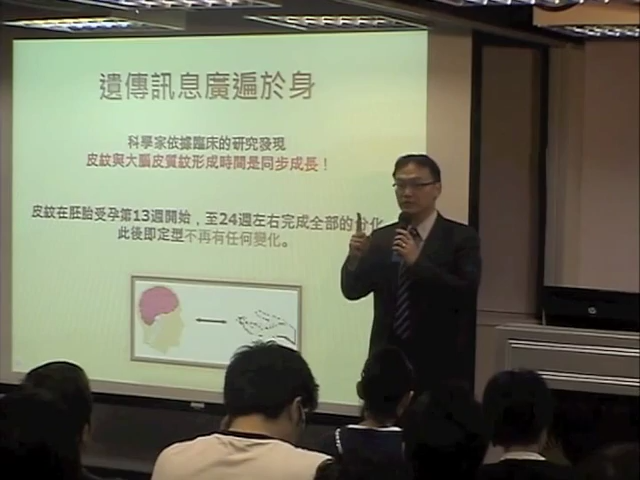 遺傳訊息廣遍於身
科學家依據臨床的研究發現
皮紋與大腦皮質紋形成時間是同步成長！
皮紋在胚胎受孕第13週開始，至24週左右完成全部的分化
此後即定型不再有任何變化。
hp